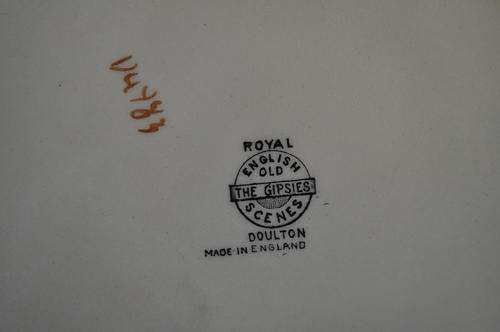 ROYAL
ENGLISH
OLD
THE GIPSIES
SCENES
DOULTON
MADE IN ENGLAND